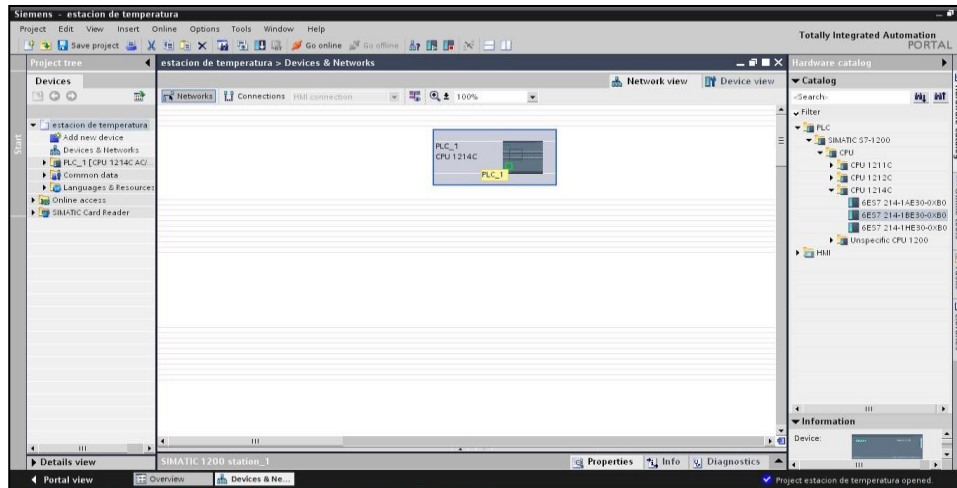 Siemens - estacion de temperatura
Project Edit View Insert Online Options Tools Window Help
Totally Integrated Automation
PORTAL
Save project Go online Go offline
Project tree
estacion de temperatura > Devices & Networks
Hardware catalog
Devices
Network view Device view
Catalog
Networks Connections HMI connection 100%
<Search>
Filter
Start
estacion de temperatura
Add new device
Devices & Networks
PLC_1 [CPU 1214C AC/...
Common data
Languages & Resources
Online access
SIMATIC Card Reader
PLC_1
CPU 1214C
PLC_1
PLC
SIMATIC S7-1200
CPU
CPU 1211C
CPU 1212C
CPU 1214C
6ES7 214-1AE30-0XB0
6ES7 214-1BE30-0XB0
6ES7 214-1HE30-0XB0
Unspecific CPU 1200
HMI
Information
Device:
Details view
SIMATIC 1200 station_1
Properties Info Diagnostics
Portal view Overview Devices & Ne...
Project estacion de temperatura opened.